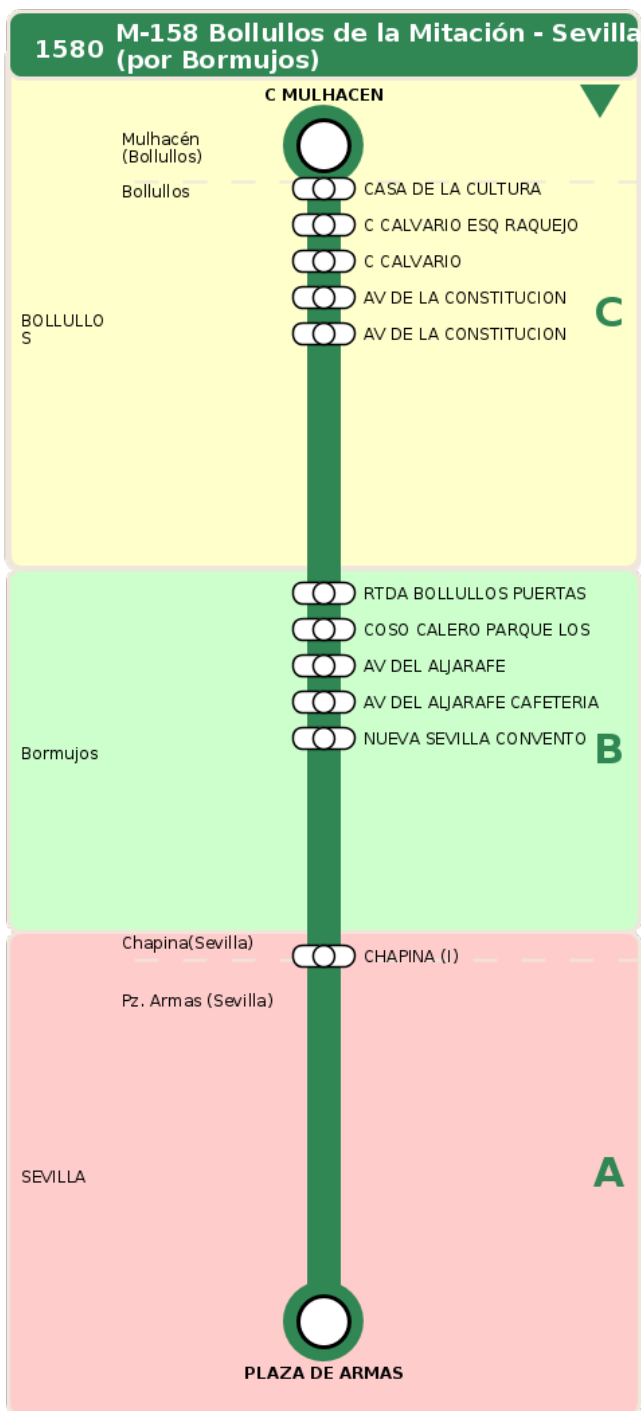 1580
M-158 Bollullos de la Mitación - Sevilla
(por Bormujos)
C MULHACEN
Mulhacén
(Bollullos)
Bollullos
CASA DE LA CULTURA
C CALVARIO ESQ RAQUEJO
C CALVARIO
AV DE LA CONSTITUCION
BOLLULLO
S
C
AV DE LA CONSTITUCION
RTDA BOLLULLOS PUERTAS
COSO CALERO PARQUE LOS
AV DEL ALJARAFE
AV DEL ALJARAFE CAFETERIA
NUEVA SEVILLA CONVENTO
B
Bormujos
Chapina(Sevilla)
CHAPINA (I)
Pz. Armas (Sevilla)
SEVILLA
A
PLAZA DE ARMAS